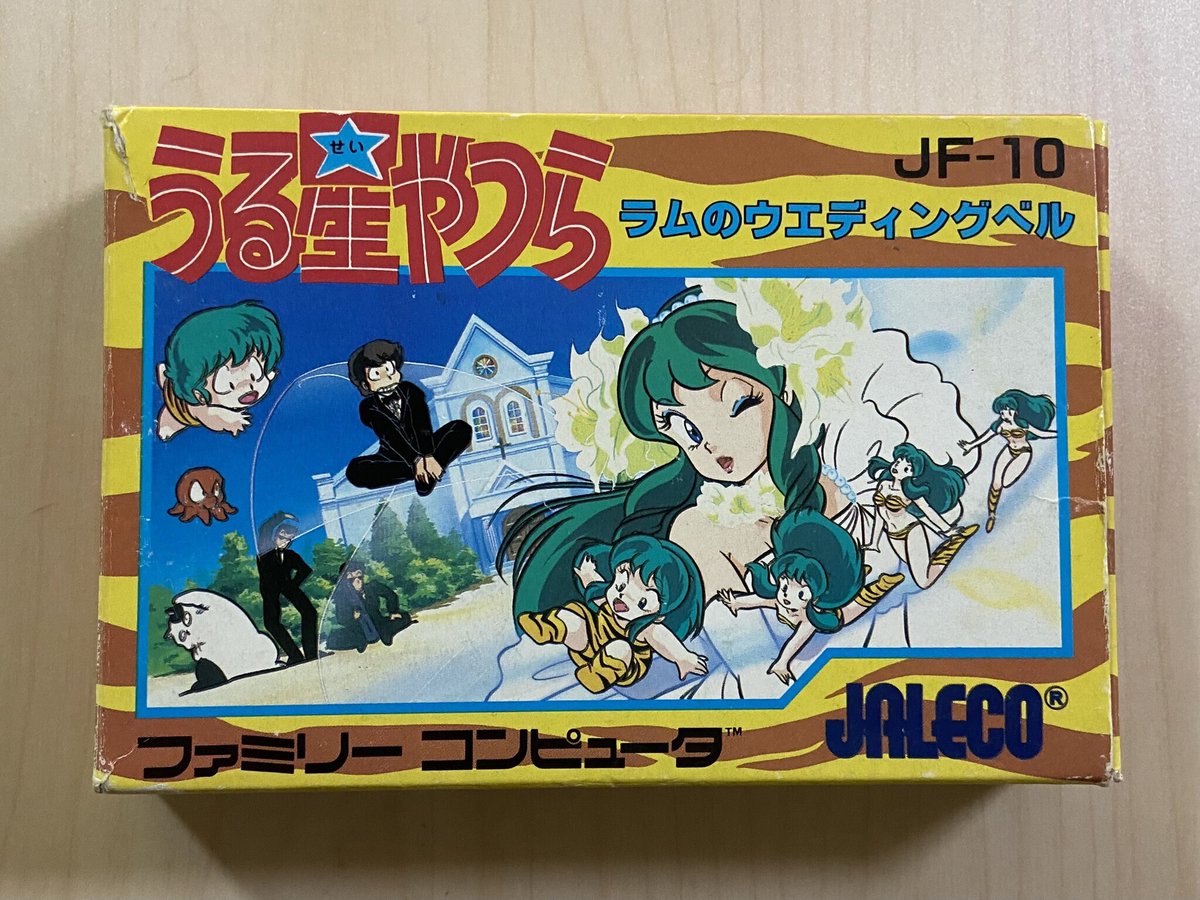 うる星やつら
せい
JF-10
ラムのウエディングベル
ファミリーコンピュータ™
JALECO®